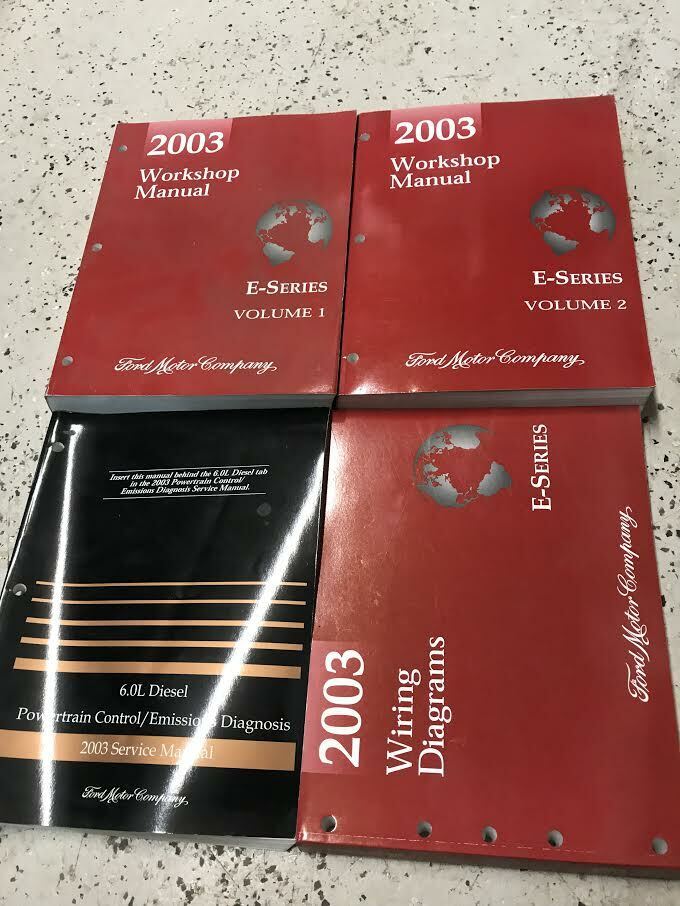 2003
Workshop
Manual
E-SERIES
VOLUME 1
Ford Motor Company
2003
Workshop
Manual
E-SERIES
VOLUME 2
Ford Motor Company
Insert this manual behind the 6.0L Diesel tab
in the 2003 Powertrain Control/
Emissions Diagnosis Service Manual.
6.0L Diesel
Powertrain Control/Emissions Diagnosis
2003 Service Manual
Ford Motor Company
2003
Wiring
Diagrams
E-SERIES
Ford Motor Company